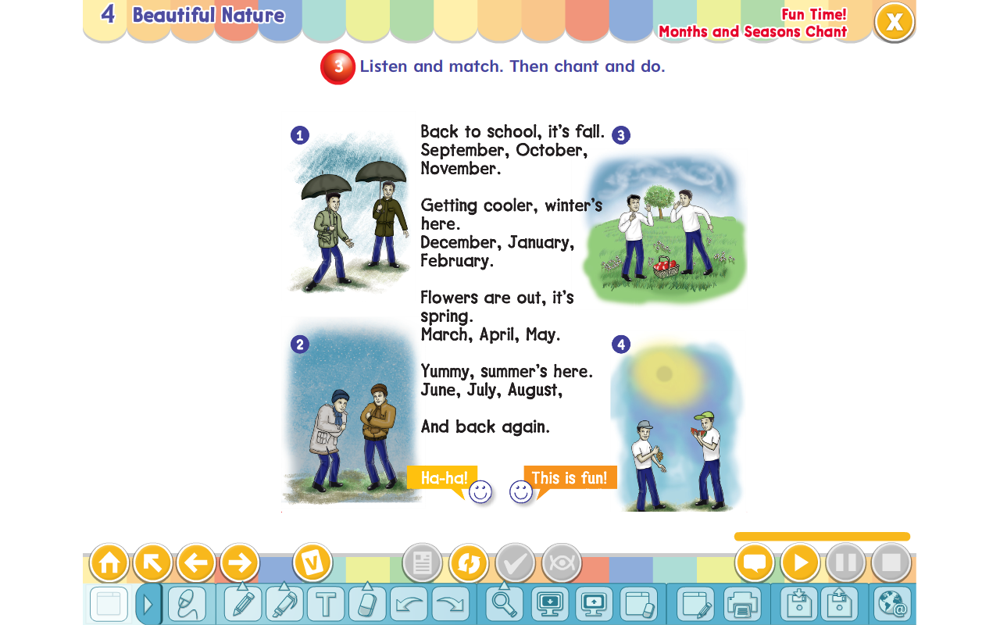 4 Beautiful Nature
Fun Time!
Months and Seasons Chant
X
3 Listen and match. Then chant and do.
1
Back to school, it's fall.
September, October,
November.
Getting cooler, winter's
here.
December, January,
February.
Flowers are out, it's
spring.
March, April, May.
Yummy, summer's here.
June, July, August,
And back again.
2
3
4
Ha-ha!
This is fun!
V
T
@